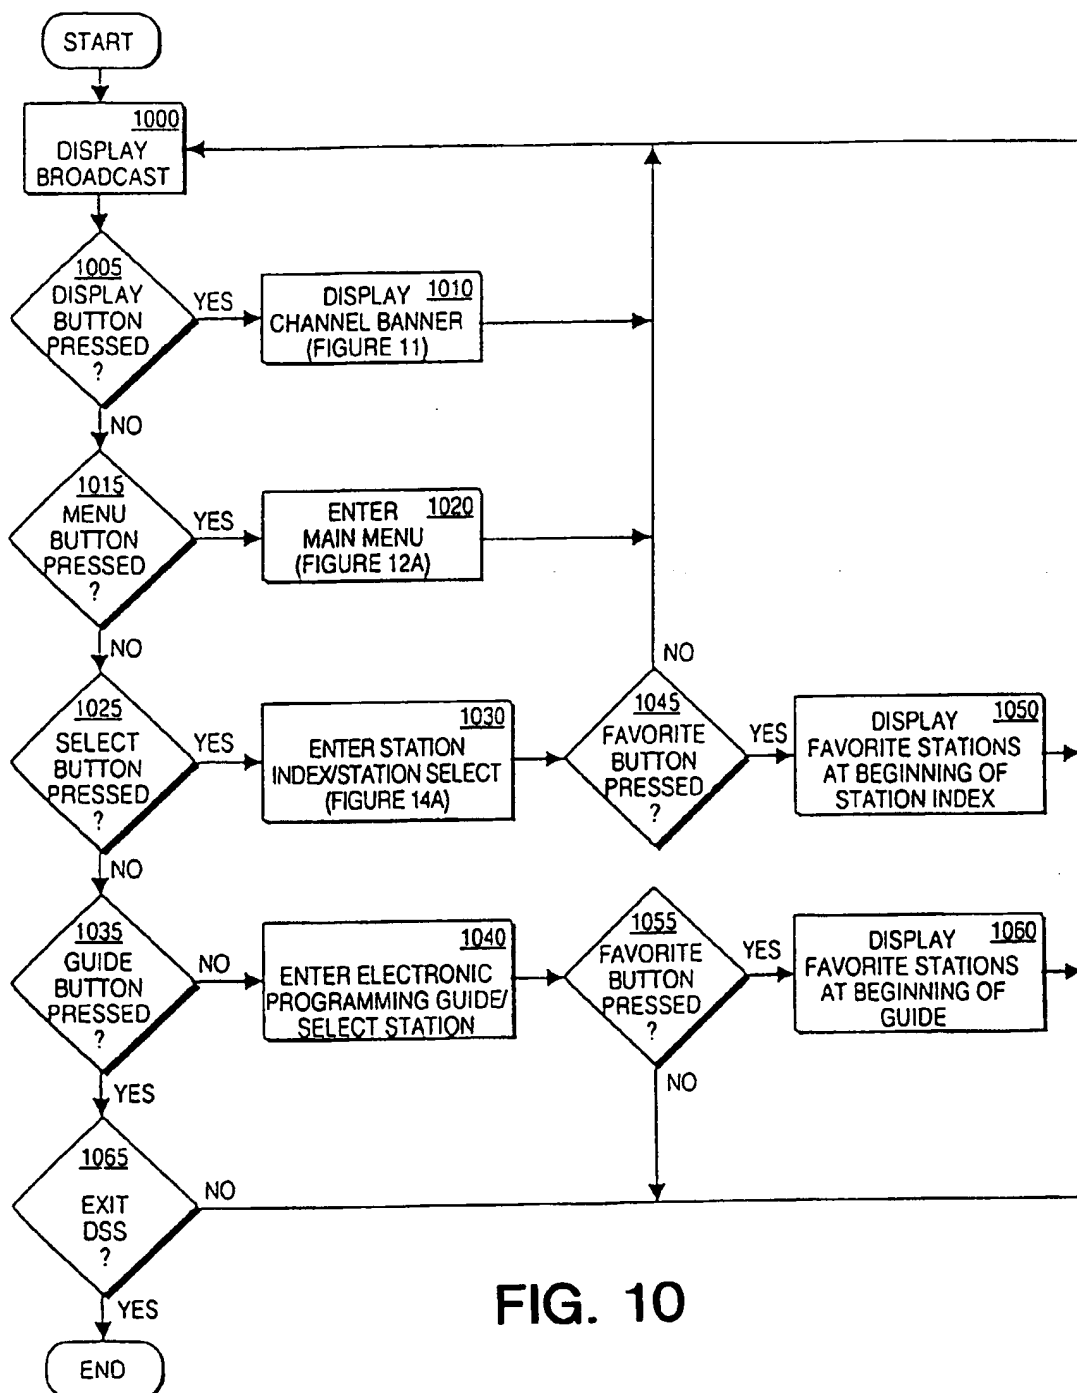 START
1000
DISPLAY
BROADCAST
1005
DISPLAY
BUTTON
PRESSED
?
YES
DISPLAY 1010
CHANNEL BANNER
(FIGURE 11)
NO
1015
MENU
BUTTON
PRESSED
?
YES
ENTER 1020
MAIN MENU
(FIGURE 12A)
NO
1025
SELECT
BUTTON
PRESSED
?
YES
1030
ENTER STATION
INDEX/STATION SELECT
(FIGURE 14A)
NO
1045
FAVORITE
BUTTON
PRESSED
?
YES
DISPLAY 1050
FAVORITE STATIONS
AT BEGINNING OF
STATION INDEX
NO
1035
GUIDE
BUTTON
PRESSED
?
NO
1040
ENTER ELECTRONIC
PROGRAMMING GUIDE/
SELECT STATION
1055
FAVORITE
BUTTON
PRESSED
?
YES
DISPLAY 1060
FAVORITE STATIONS
AT BEGINNING OF
GUIDE
NO
YES
1065
EXIT
DSS
?
NO
YES
END
FIG. 10